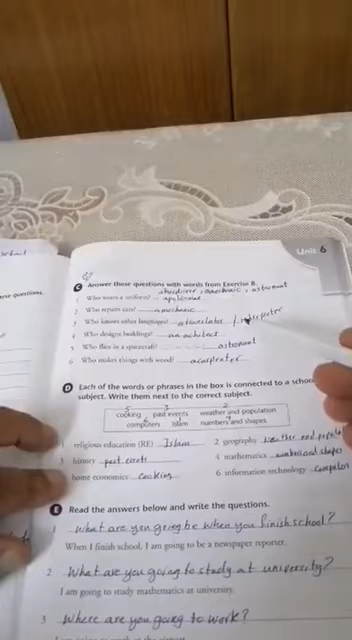 Unit 6
C Answer these questions with words from Exercise B.
a bus driver, a mechanic, astronaut
1 Who wears a uniform? a policeman
2 Who repairs cars? a mechanic
3 Who knows other languages? a translator / interpreter
4 Who designs buildings? an architect
5 Who flies in a spacecraft? astronaut
6 Who makes things with wood? a carpenter
D Each of the words or phrases in the box is connected to a school
subject. Write them next to the correct subject.
cooking past events weather and population
computers Islam numbers and shapes
1 religious education (RE) Islam 2 geography weather and popula
3 history past events 4 mathematics numbers and shapes
home economics cooking 6 information technology computer
E Read the answers below and write the questions.
1 What are you going be when you finish school?
When I finish school, I am going to be a newspaper reporter.
2 What are you going to study at university?
I am going to study mathematics at university.
3 Where are you going to work?